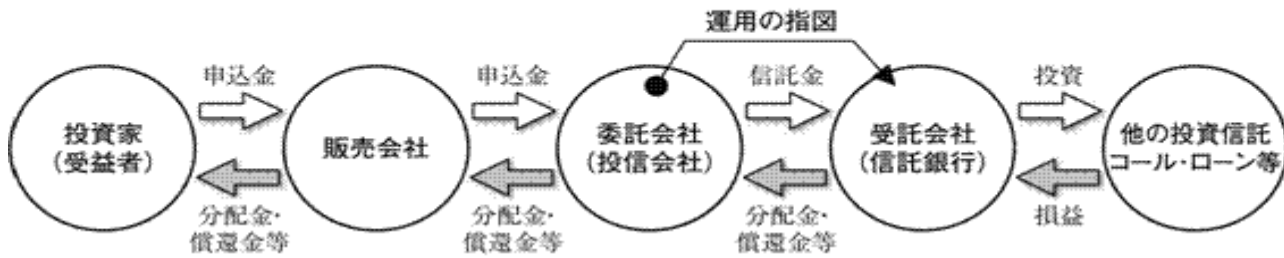 運用の指図
申込金
申込金
信託金
投資
投資家
(受益者)
販売会社
委託会社
(投信会社)
受託会社
(信託銀行)
他の投資信託
コール・ローン等
分配金・
償還金等
分配金・
償還金等
分配金・
償還金等
損益